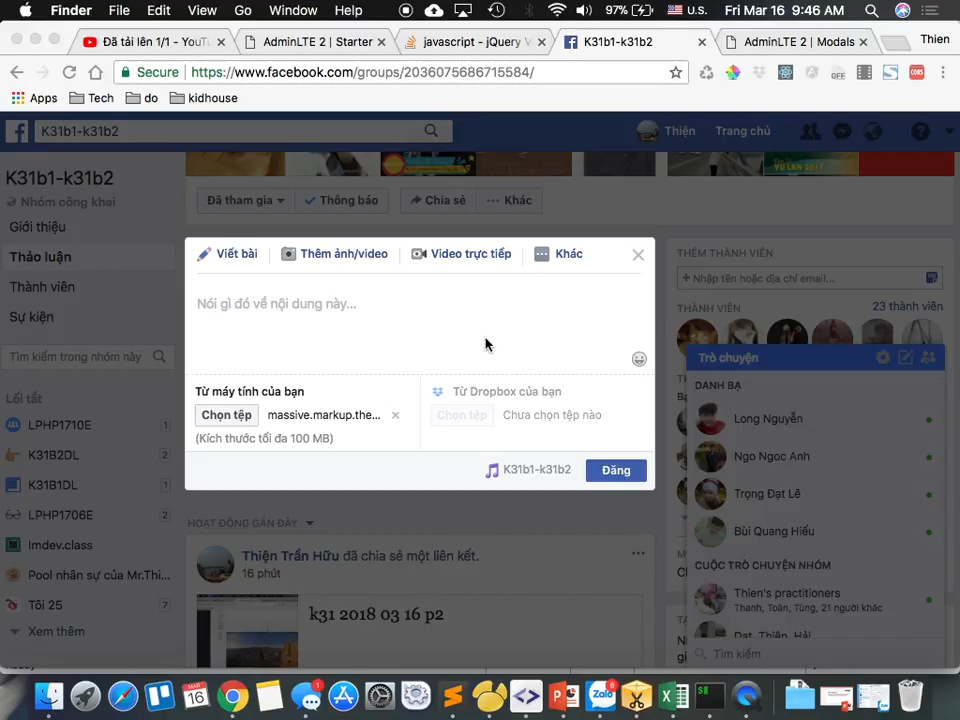 Finder File Edit View Go Window Help 97% U.S. Fri Mar 16 9:46 AM
Đã tải lên 1/1 - YouT
AdminLTE 2 | Starter
javascript - jQuery V
K31b1-k31b2
AdminLTE 2 | Modals
Thien
Secure https://www.facebook.com/groups/2036075686715584/
OFF
CORS
Apps Tech do kidhouse
K31b1-k31b2
Thiện Trang chủ
K31b1-k31b2
Nhóm công khai
Giới thiệu
Thảo luận
Thành viên
Sự kiện
Tìm kiếm trong nhóm này
Lối tắt
LPHP1710E 1
K31B2DL 2
K31B1DL 1
LPHP1706E 2
Imdev.class
Pool nhân sự của Mr.Thi...
Tôi 25 7
Xem thêm
Đã tham gia Thông báo Chia sẻ Khác
Viết bài Thêm ảnh/video Video trực tiếp Khác
Nói gì đó về nội dung này...
Từ máy tính của bạn
Chọn tệp massive.markup.the...
(Kích thước tối đa 100 MB)
Từ Dropbox của bạn
Chọn tệp Chưa chọn tệp nào
K31b1-k31b2 Đăng
HOẠT ĐỘNG GẦN ĐÂY
Thiện Trần Hữu đã chia sẻ một liên kết.
16 phút
k31 2018 03 16 p2
THÊM THÀNH VIÊN
+ Nhập tên hoặc địa chỉ email...
THÀNH VIÊN 23 thành viên
Trò chuyện
DANH BẠ
Long Nguyễn
Ngo Ngoc Anh
Trọng Đạt Lê
Bùi Quang Hiếu
CUỘC TRÒ CHUYỆN NHÓM
Thien's practitioners
Thanh, Toàn, Tùng, 21 người khác
Dat, Thiên, Hải
Tìm kiếm
MAR
16
1
Zalo
6